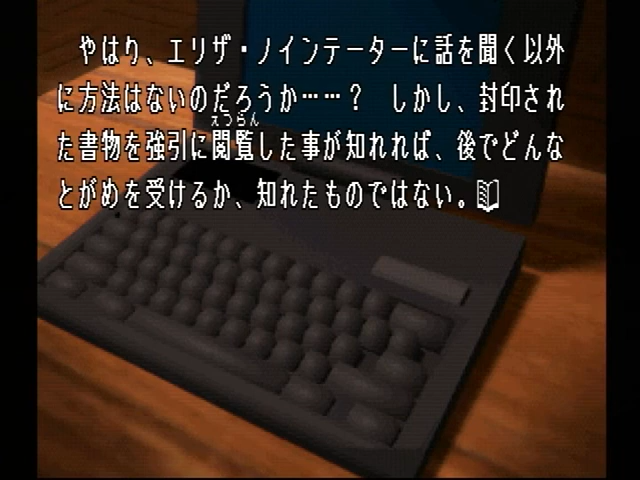 やはり、エリザ・ノインテーターに話を聞く以外
に方法はないのだろうか……？　しかし、封印され
えつらん
た書物を強引に閲覧した事が知れれば、後でどんな
とがめを受けるか、知れたものではない。